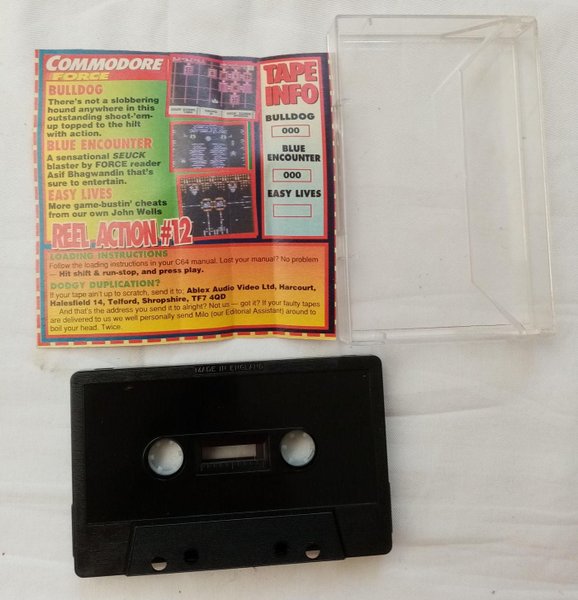 COMMODORE
FORCE
BULLDOG
There's not a slobbering
hound anywhere in this
outstanding shoot-'em-
up topped to the hilt
with action.
BLUE ENCOUNTER
A sensational SEUCK
blaster by FORCE reader
Asif Bhagwandin that's
sure to entertain.
EASY LIVES
More game-bustin' cheats
from our own John Wells
REEL ACTION #12
TAPE
INFO
BULLDOG
000
BLUE
ENCOUNTER
000
EASY LIVES
LOADING INSTRUCTIONS
Follow the loading instructions in your C64 manual. Lost your manual? No problem
— Hit shift & run-stop, and press play.
DODGY DUPLICATION?
If your tape ain't up to scratch, send it to: Ablex Audio Video Ltd, Harcourt,
Halesfield 14, Telford, Shropshire, TF7 4QD
And that's the address you send it to alright? Not us — got it? If your faulty tapes
are delivered to us we well personally send Milo (our Editorial Assistant) around to
boil your head. Twice.
MADE IN ENGLAND